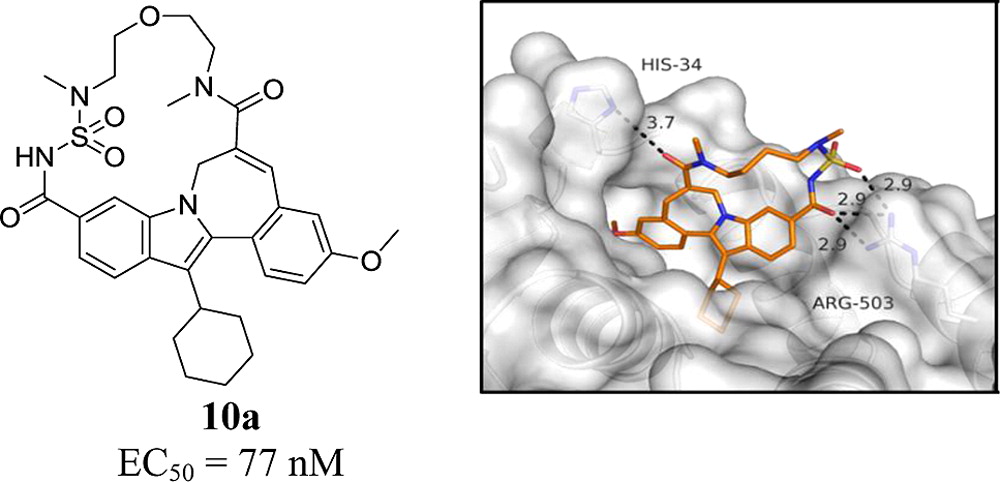 O
N
N
O
S
O
O
HN
O
N
O
10a
EC50 = 77 nM
HIS-34
3.7
2.9
2.9
2.9
ARG-503